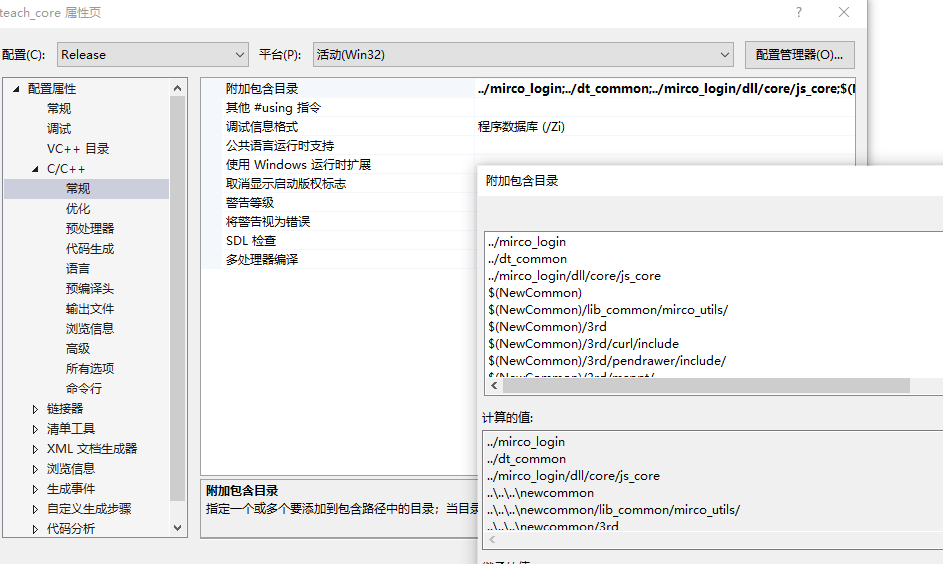 teach_core 属性页
配置(C):
Release
平台(P):
活动(Win32)
配置管理器(O)...
配置属性
常规
调试
VC++ 目录
C/C++
常规
优化
预处理器
代码生成
语言
预编译头
输出文件
浏览信息
高级
所有选项
命令行
链接器
清单工具
XML 文档生成器
浏览信息
生成事件
自定义生成步骤
代码分析
附加包含目录
../mirco_login;../dt_common;../mirco_login/dll/core/js_core;$(
其他 #using 指令
调试信息格式
程序数据库 (/Zi)
公共语言运行时支持
使用 Windows 运行时扩展
取消显示启动版权标志
警告等级
将警告视为错误
SDL 检查
多处理器编译
附加包含目录
指定一个或多个要添加到包含路径中的目录；当目录
附加包含目录
../mirco_login
../dt_common
../mirco_login/dll/core/js_core
$(NewCommon)
$(NewCommon)/lib_common/mirco_utils/
$(NewCommon)/3rd
$(NewCommon)/3rd/curl/include
$(NewCommon)/3rd/pendrawer/include/
计算的值:
../mirco_login
../dt_common
../mirco_login/dll/core/js_core
..\..\..\newcommon
..\..\..\newcommon/lib_common/mirco_utils/
..\..\..\newcommon/3rd